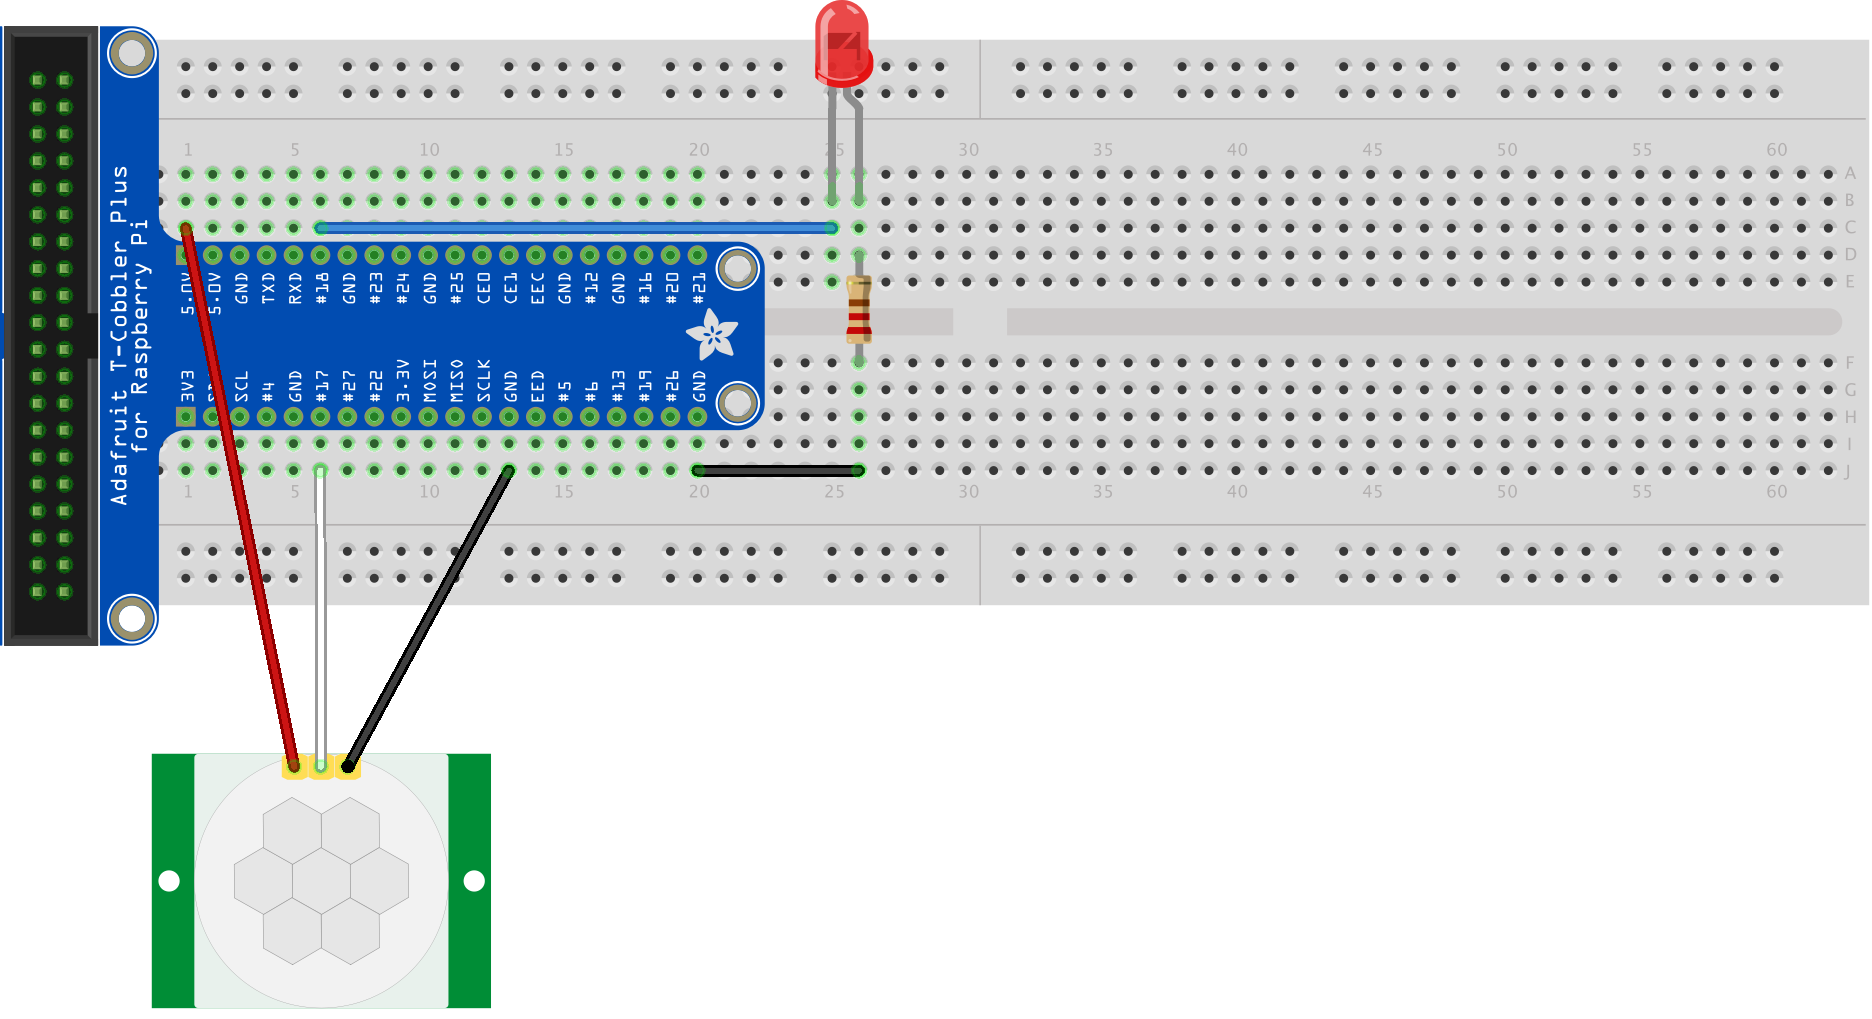 Adafruit T-Cobbler Plus
for Raspberry Pi
1 5 10 15 20 25 30 35 40 45 50 55 60
A
B
C
D
E
5.0V 5.0V GND TXD RXD #18 GND #23 #24 GND #25 CE0 CE1 EEC GND #12 GND #16 #20 #21
3V3 SCL #4 GND #17 #27 #22 3.3V MOSI MISO SCLK GND EED #5 #6 #13 #19 #26 GND
F
G
H
I
J
1 5 10 15 20 25 30 35 40 45 50 55 60